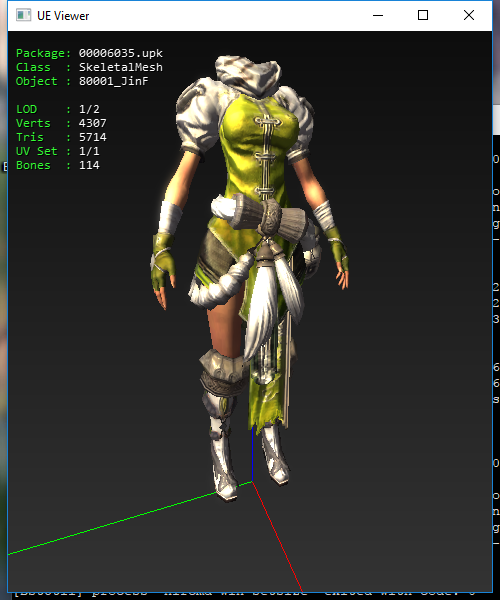 UE Viewer
Package: 00006035.upk
Class : SkeletalMesh
Object : 80001_JinF
LOD : 1/2
Verts : 4307
Tris : 5714
UV Set : 1/1
Bones : 114